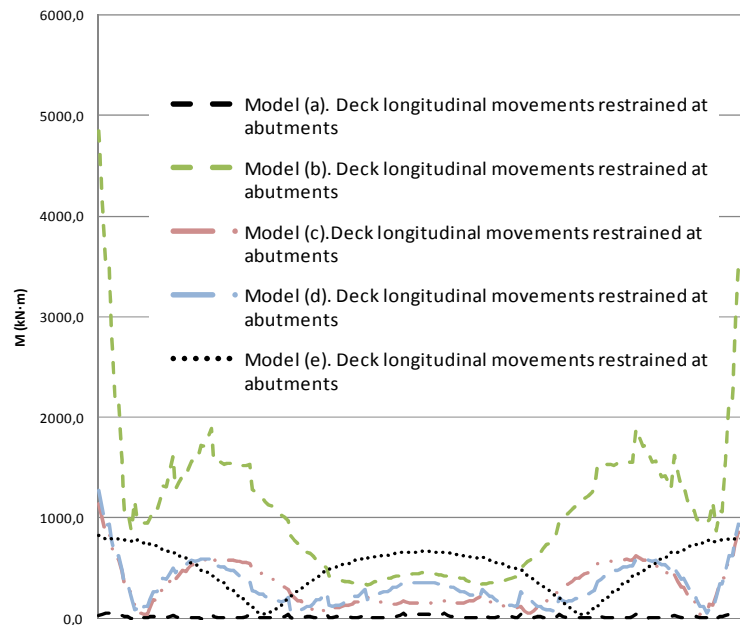 6000,0
5000,0
4000,0
3000,0
2000,0
1000,0
0,0
M (kN·m)
Model (a). Deck longitudinal movements restrained at
abutments
Model (b). Deck longitudinal movements restrained at
abutments
Model (c).Deck longitudinal movements restrained at
abutments
Model (d). Deck longitudinal movements restrained at
abutments
Model (e). Deck longitudinal movements restrained at
abutments